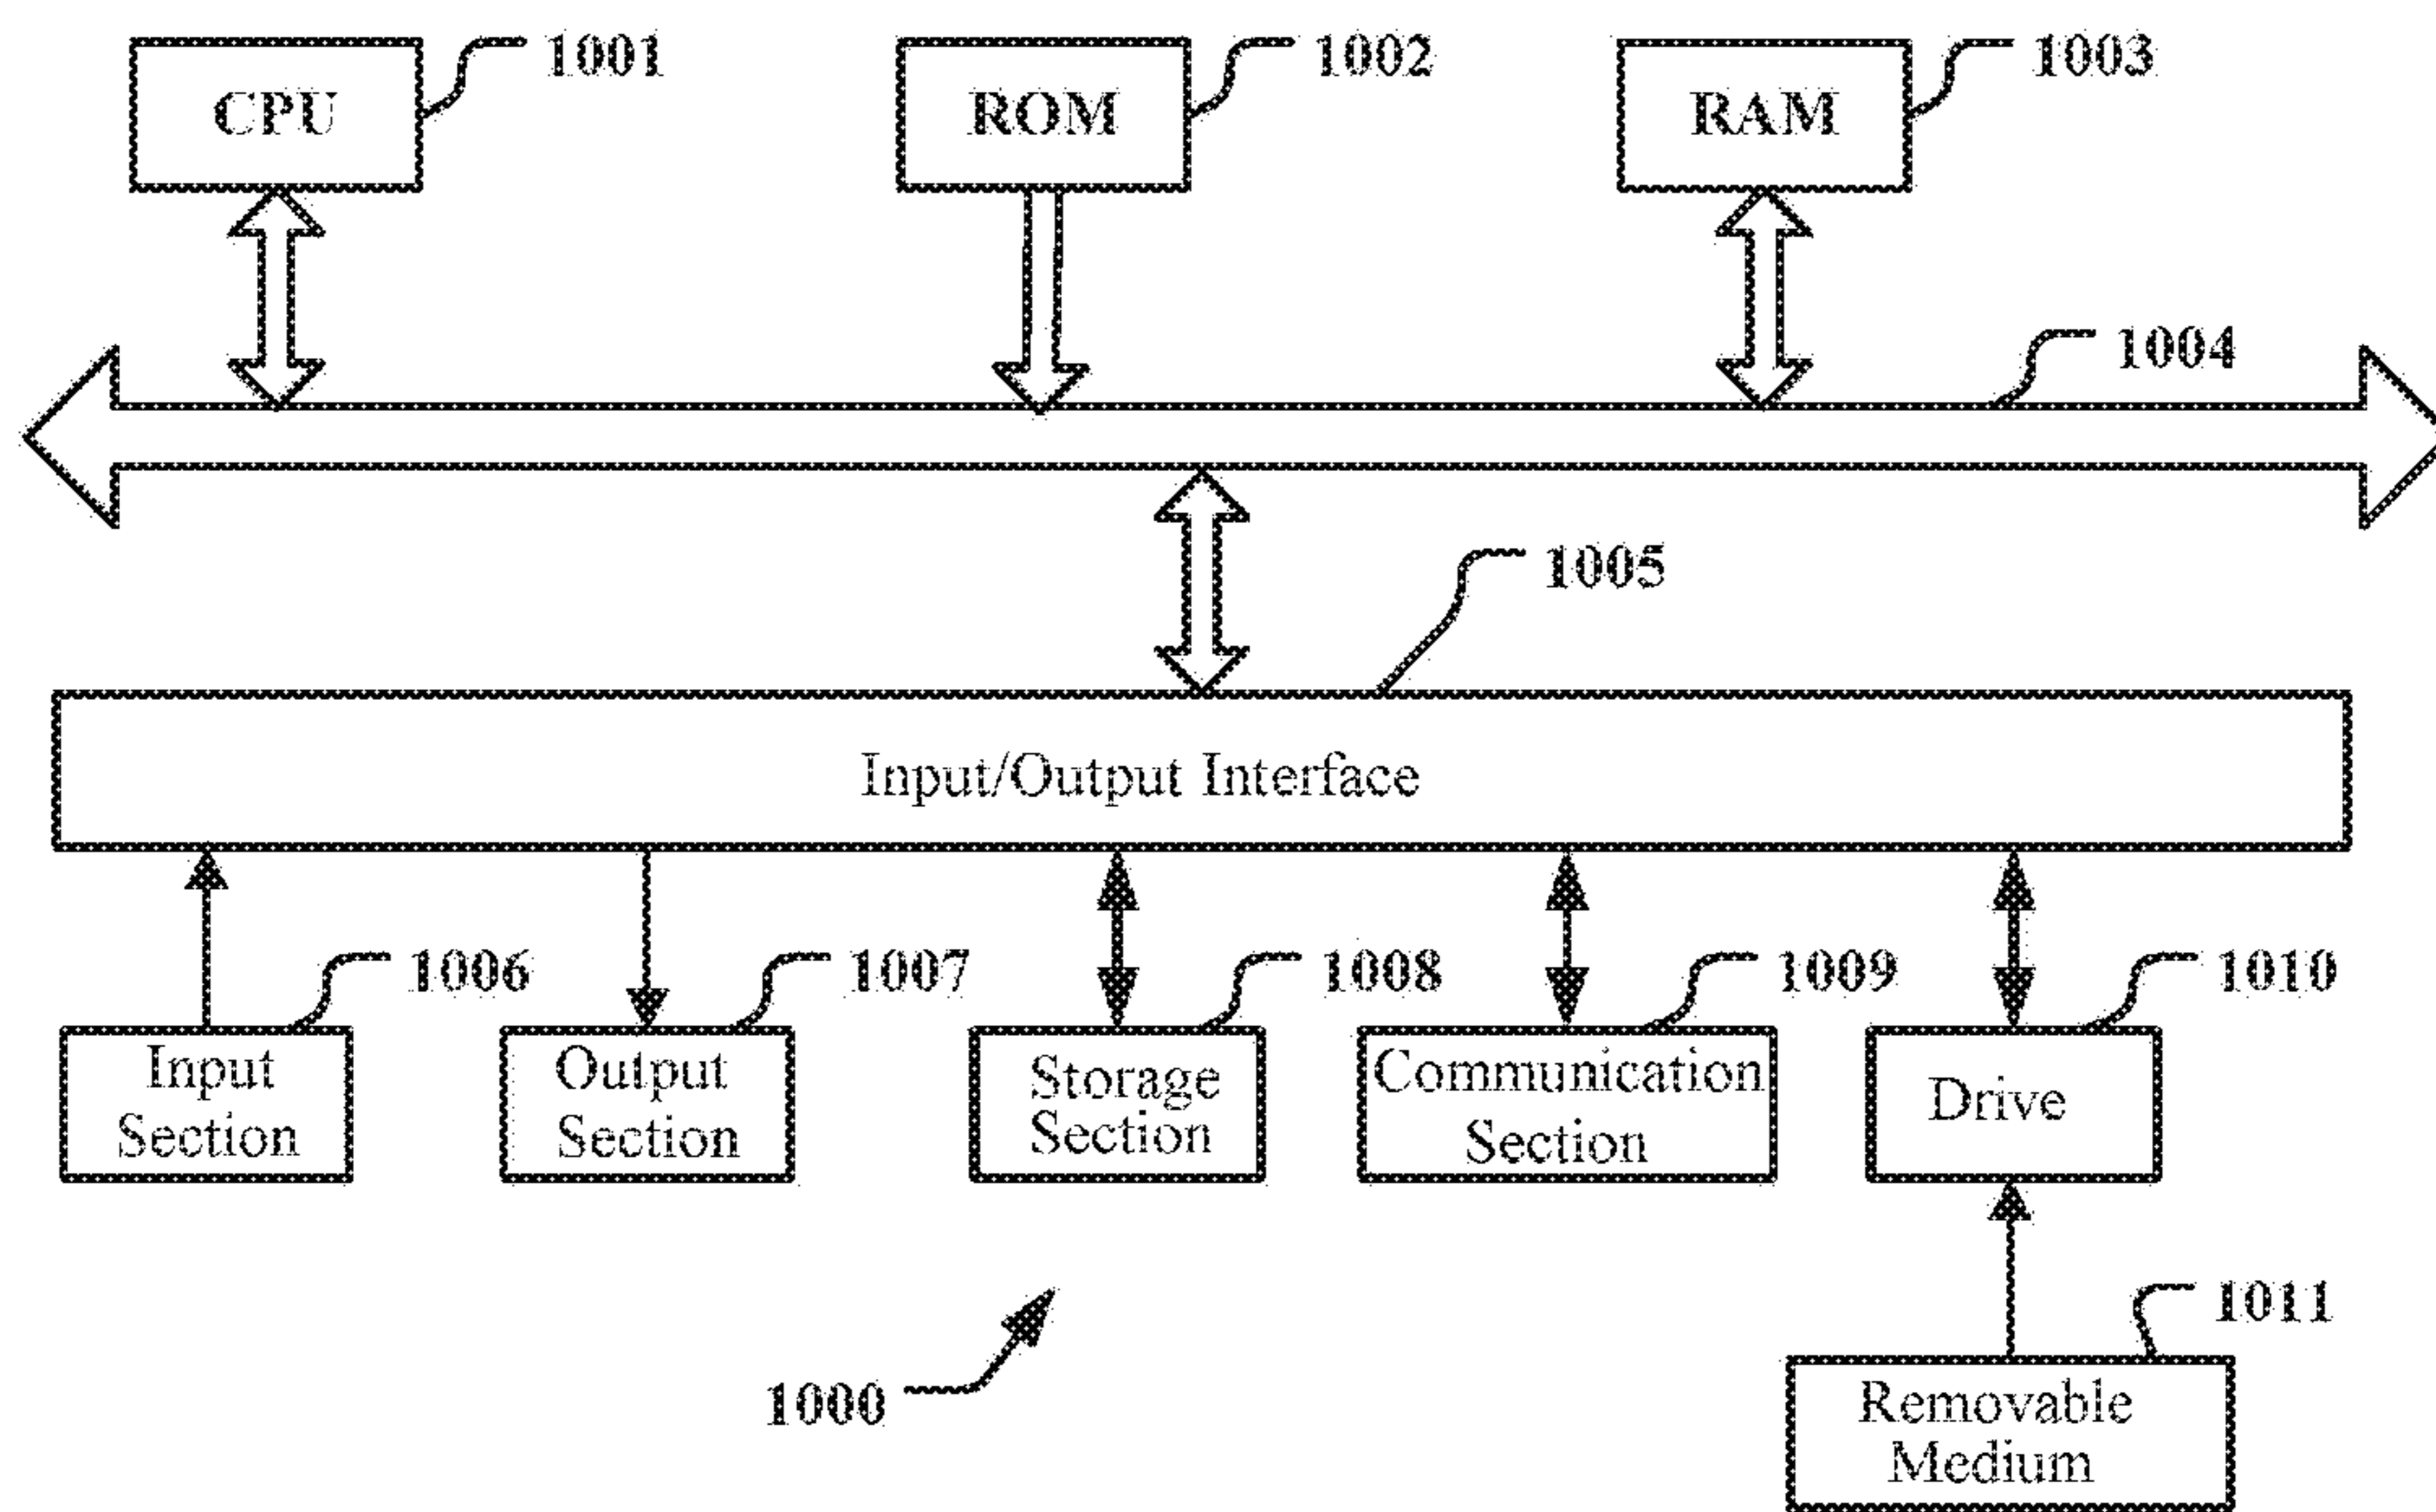 CPU
1001
ROM
1002
RAM
1003
1004
1005
Input/Output Interface
1006
1007
1008
1009
1010
Input
Section
Output
Section
Storage
Section
Communication
Section
Drive
1011
1000
Removable
Medium